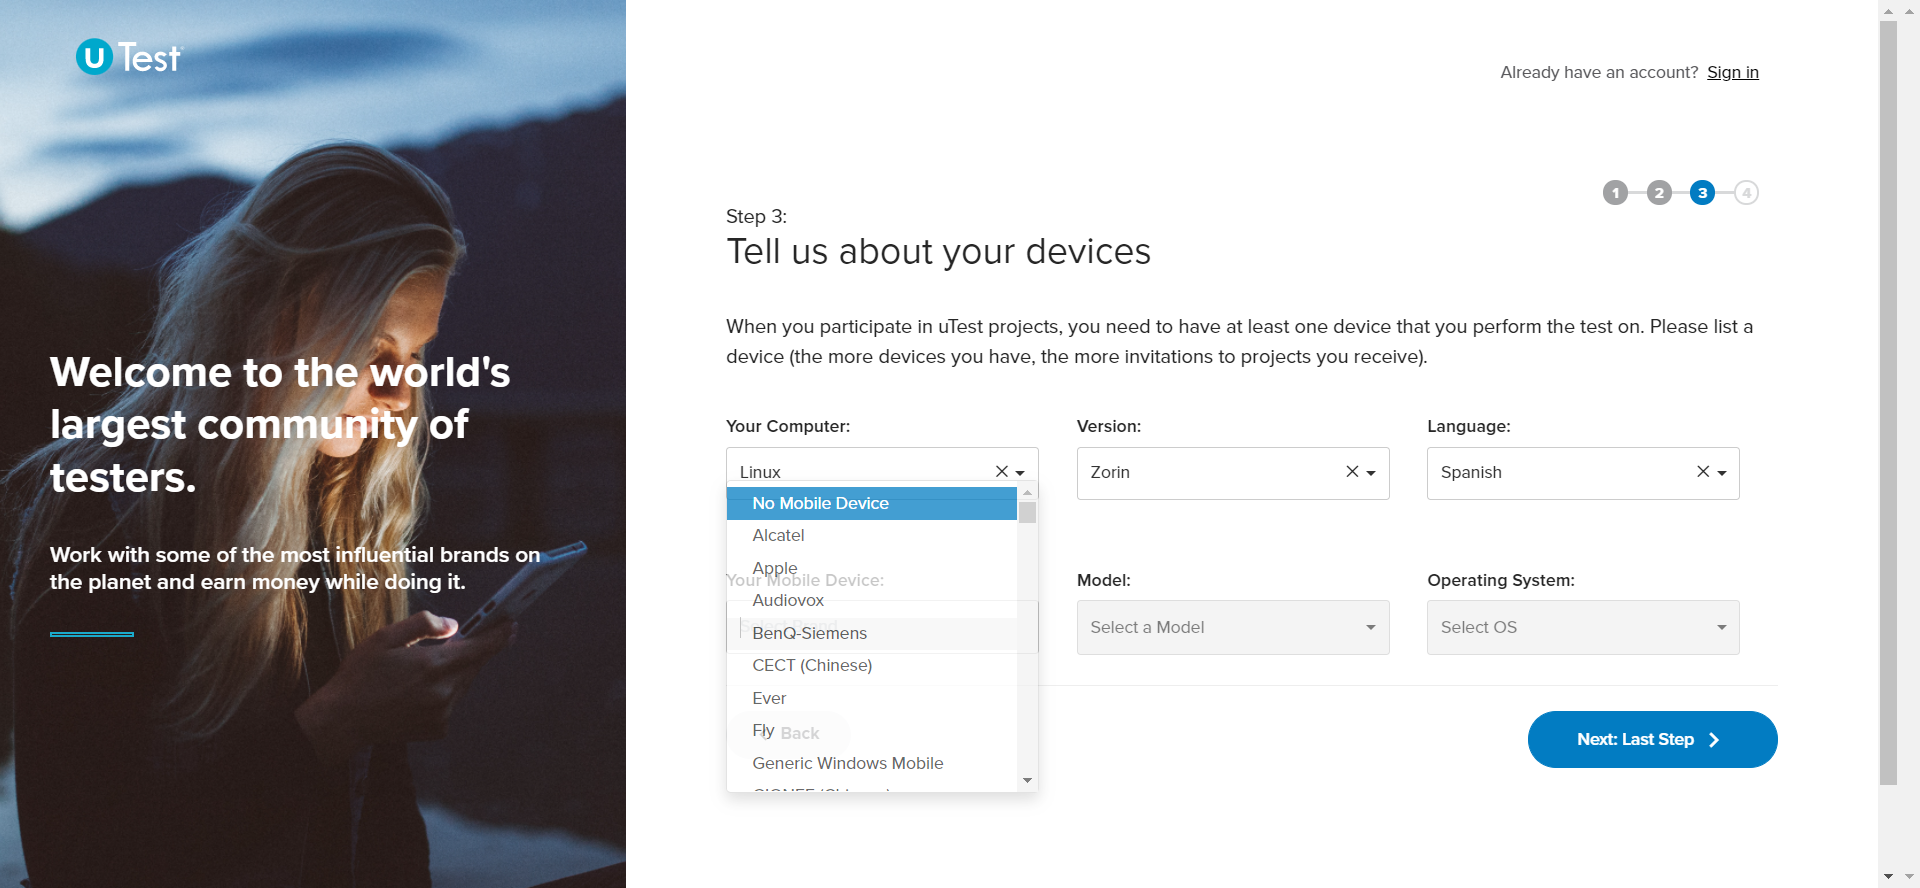 U Test
Already have an account? Sign in
1 2 3 4
Step 3:
Tell us about your devices
When you participate in uTest projects, you need to have at least one device that you perform the test on. Please list a
device (the more devices you have, the more invitations to projects you receive).
Welcome to the world's
largest community of
testers.
Work with some of the most influential brands on
the planet and earn money while doing it.
Your Computer:
Linux
Version:
Zorin
Language:
Spanish
No Mobile Device
Alcatel
Apple
Audiovox
BenQ-Siemens
CECT (Chinese)
Ever
Fly
Generic Windows Mobile
Your Mobile Device:
Select Brand
Model:
Select a Model
Operating System:
Select OS
Back
Next: Last Step